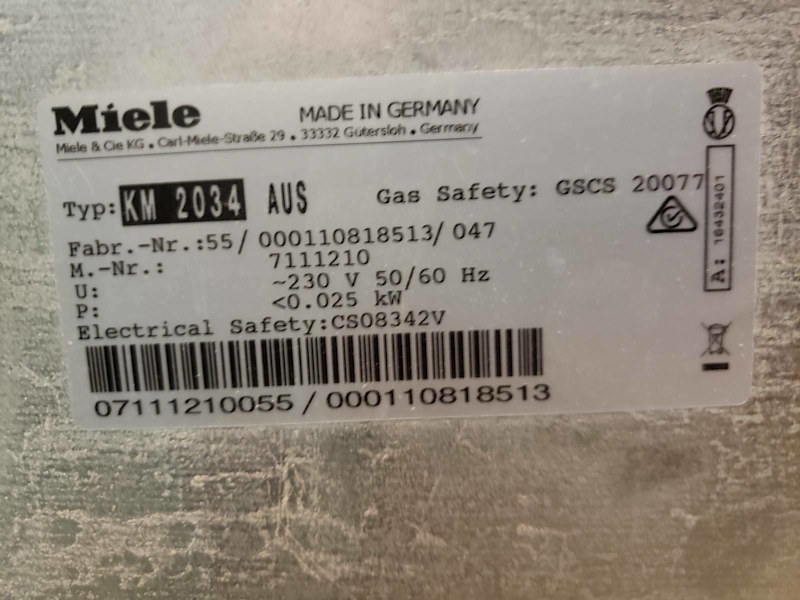 Miele
MADE IN GERMANY
Miele & Cie KG • Carl-Miele-Straße 29 • 33332 Gütersloh • Germany
Typ: KM 2034 AUS
Gas Safety: GSCS 20077
Fabr.-Nr.:55/ 000110818513/ 047
M.-Nr.: 7111210
U: ~230 V 50/60 Hz
P: <0.025 kW
Electrical Safety:CS08342V
07111210055 / 000110818513
A: 16432401